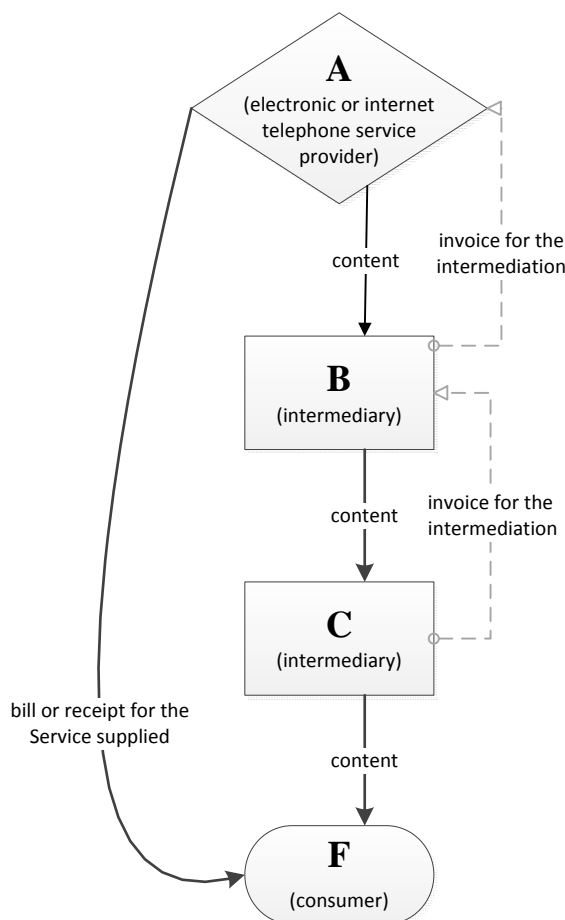 A
(electronic or internet
telephone service
provider)
invoice for the
intermediation
content
B
(intermediary)
content
invoice for the
intermediation
C
(intermediary)
bill or receipt for the
Service supplied
content
F
(consumer)